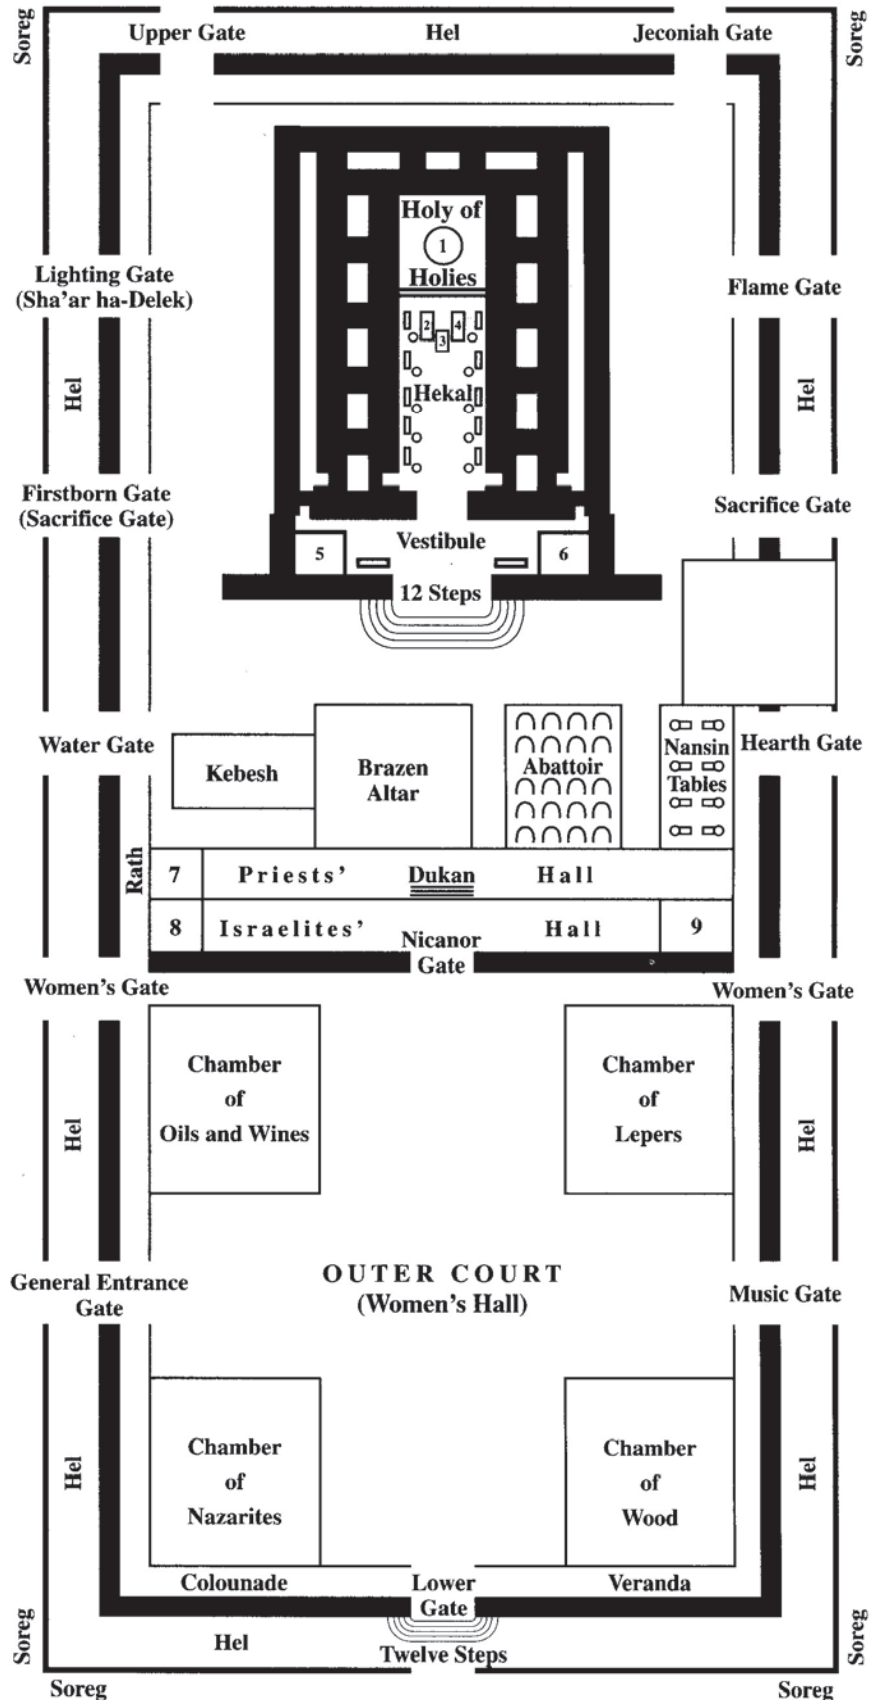 Soreg
Upper Gate
Hel
Jeconiah Gate
Soreg
Holy of
1
Holies
Lighting Gate
(Sha'ar ha-Delek)
Flame Gate
2
4
3
Hel
Hekal
Hel
Firstborn Gate
(Sacrifice Gate)
Sacrifice Gate
Vestibule
5
6
12 Steps
Water Gate
Kebesh
Brazen
Altar
Abattoir
Nansin
Tables
Hearth Gate
Rath
7
Priests'
Dukan
Hall
8
Israelites'
Hall
9
Nicanor
Gate
Women's Gate
Women's Gate
Chamber
of
Oils and Wines
Chamber
of
Lepers
Hel
Hel
General Entrance
Gate
OUTER COURT
(Women's Hall)
Music Gate
Chamber
of
Nazarites
Chamber
of
Wood
Hel
Hel
Colounade
Lower
Gate
Veranda
Soreg
Hel
Twelve Steps
Soreg
Soreg
Soreg